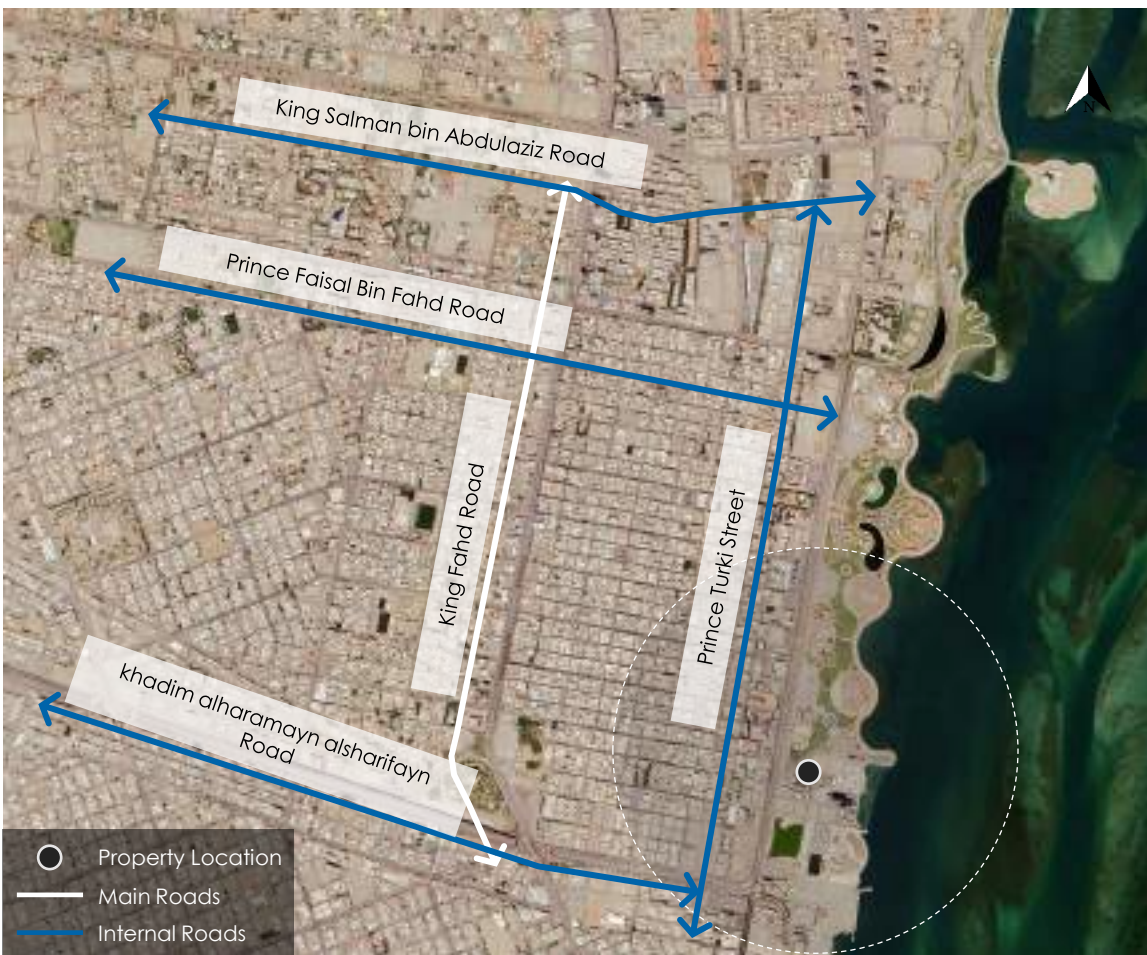 King Salman bin Abdulaziz Road
N
Prince Faisal Bin Fahd Road
King Fahd Road
Prince Turki Street
khadim alharamayn alsharifayn
Road
Property Location
Main Roads
Internal Roads